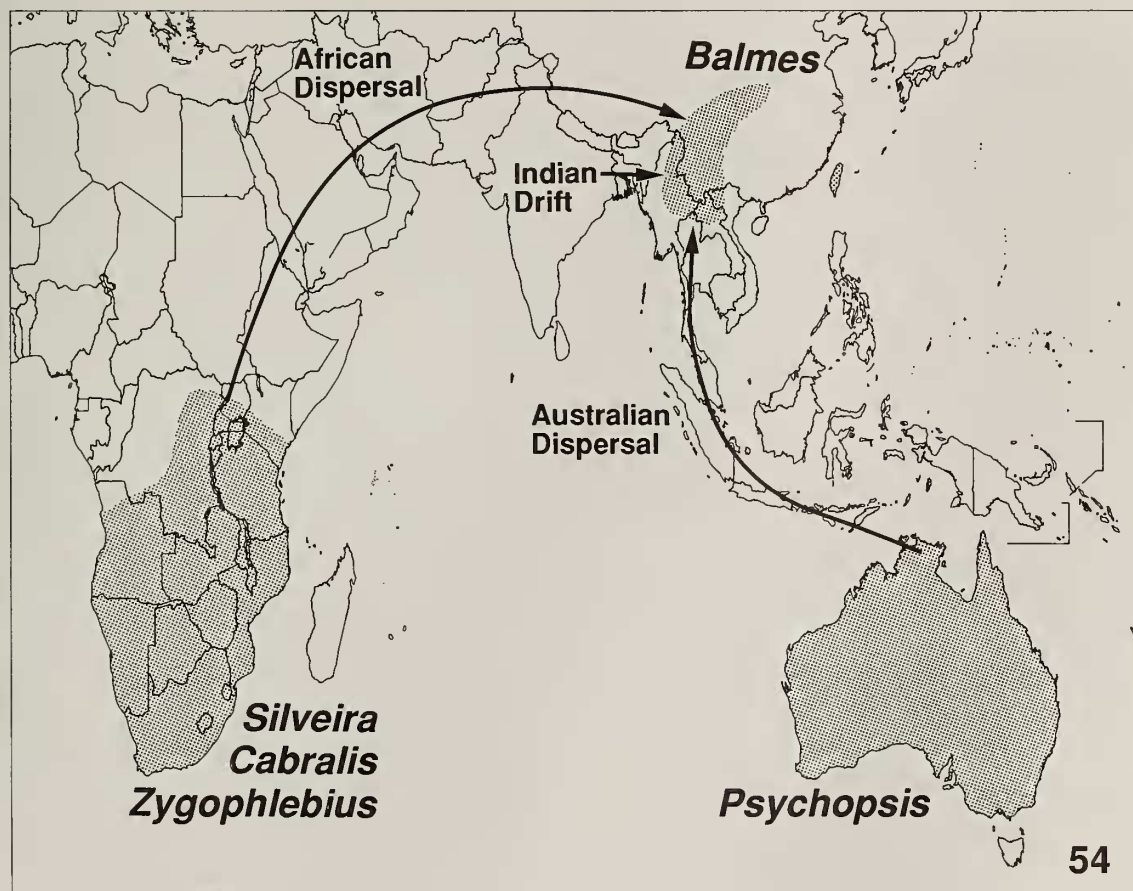 African
Dispersal
Balmes
Indian
Drift
Australian
Dispersal
Silveira
Cabralis
Zygophlebius
Psychopsis
54